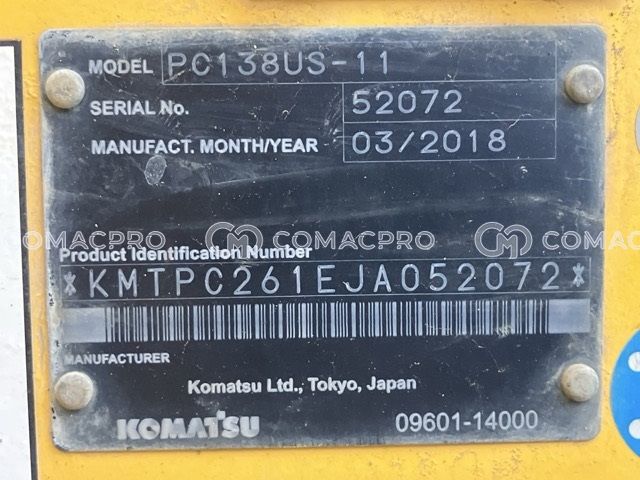 MODEL PC138US-11
SERIAL No. 52072
MANUFACT. MONTH/YEAR 03/2018
COMACPRO COMACPRO COMACPRO
Product Identification Number
*KMTPC261EJA052072*
MANUFACTURER
Komatsu Ltd., Tokyo, Japan
KOMATSU 09601-14000